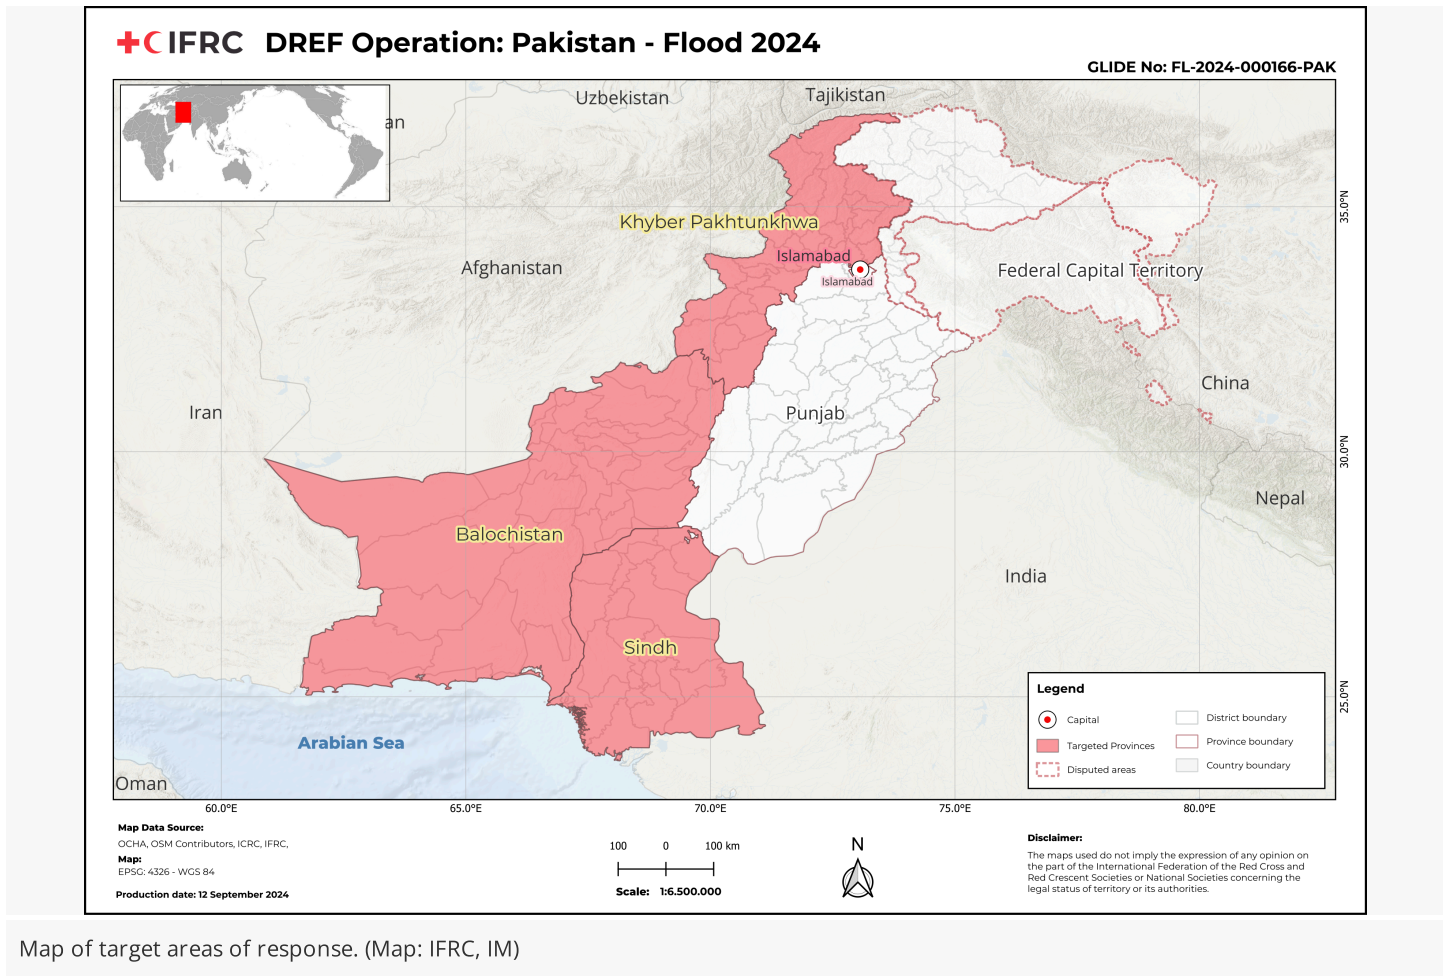 IFRC DREF Operation: Pakistan - Flood 2024
GLIDE No: FL-2024-000166-PAK
Uzbekistan
Tajikistan
an
35.0°N
Khyber Pakhtunkhwa
Islamabad
Afghanistan
Federal Capital Territory
Islamabad
China
Iran
Punjab
30.0°N
Nepal
Balochistan
India
Sindh
25.0°N
Arabian Sea
Oman
Legend
Capital
Targeted Provinces
Disputed areas
District boundary
Province boundary
Country boundary
60.0°E 65.0°E 70.0°E 75.0°E 80.0°E
Map Data Source:
OCHA, OSM Contributors, ICRC, IFRC,
Map:
EPSG: 4326 - WGS 84
Production date: 12 September 2024
100 0 100 km
Scale: 1:6.500.000
N
Disclaimer:
The maps used do not imply the expression of any opinion on
the part of the International Federation of the Red Cross and
Red Crescent Societies or National Societies concerning the
legal status of territory or its authorities.
Map of target areas of response. (Map: IFRC, IM)